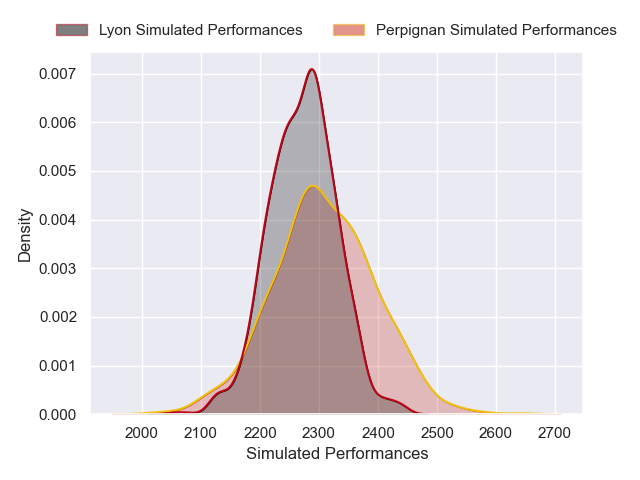 Lyon Simulated Performances
Perpignan Simulated Performances
0.007
0.006
0.005
0.004
0.003
0.002
0.001
0.000
Density
2000 2100 2200 2300 2400 2500 2600 2700
Simulated Performances